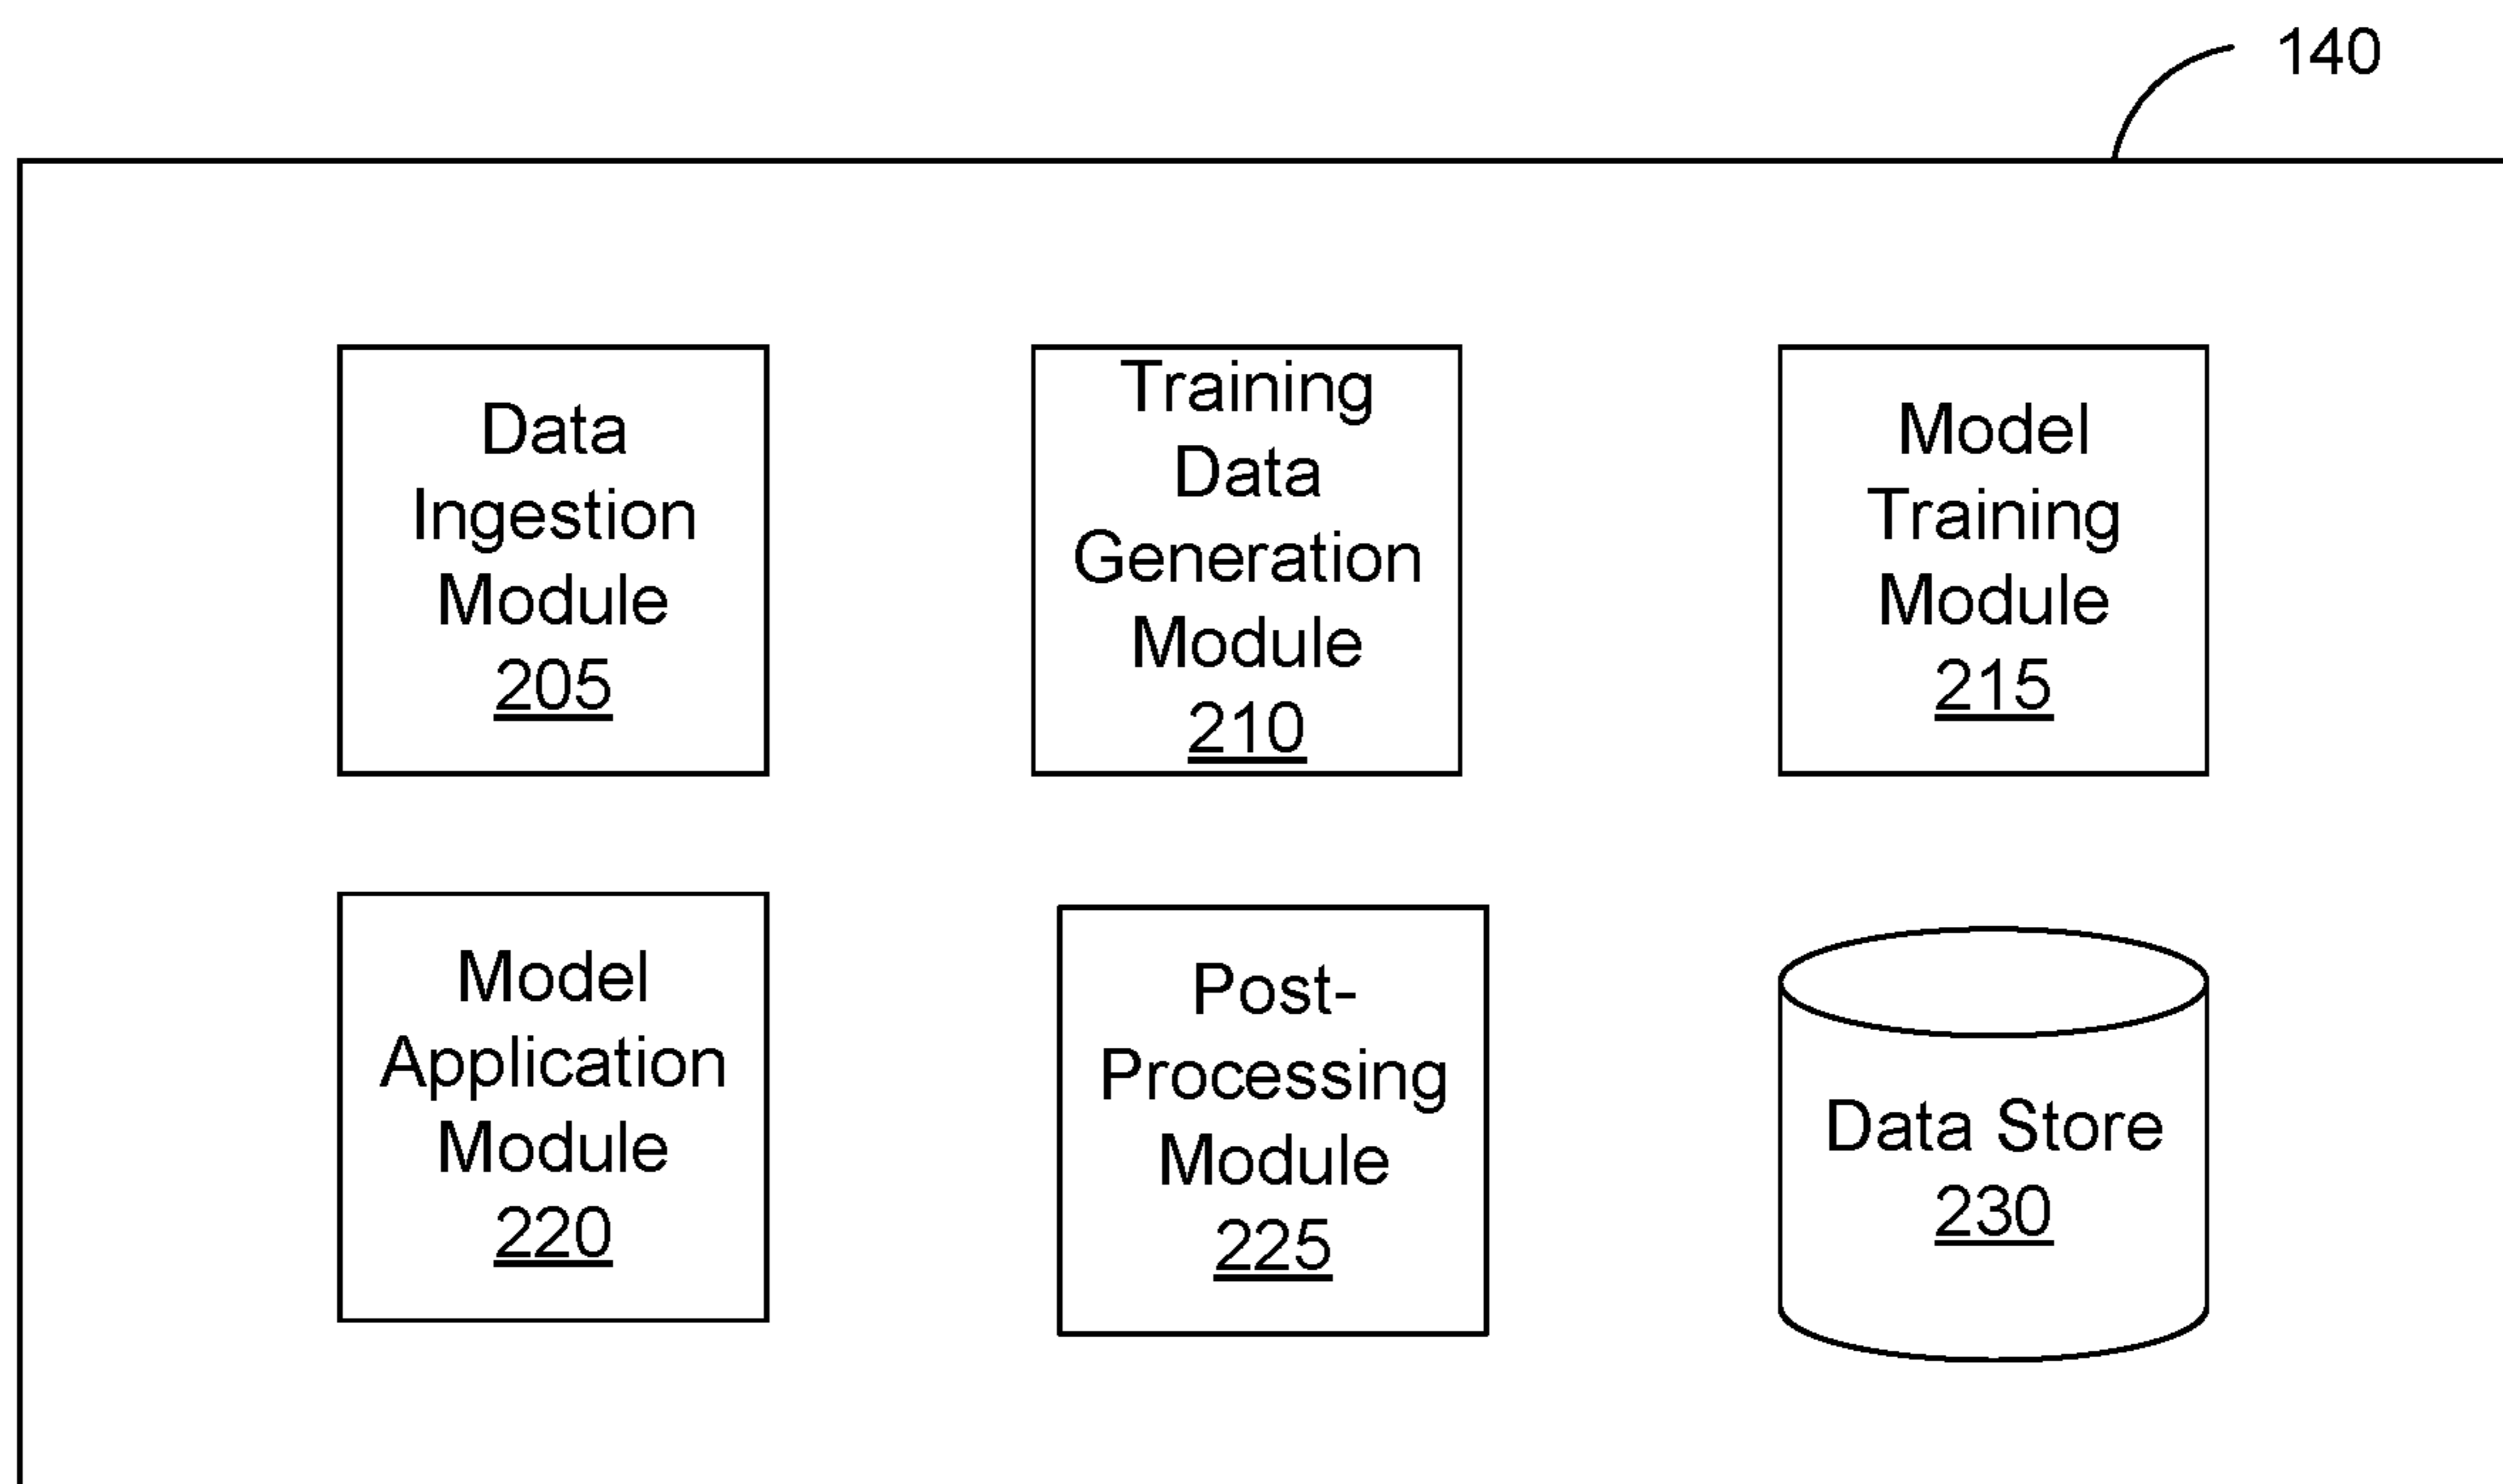 140
Data
Ingestion
Module
205
Training
Data
Generation
Module
210
Model
Training
Module
215
Model
Application
Module
220
Post-
Processing
Module
225
Data Store
230